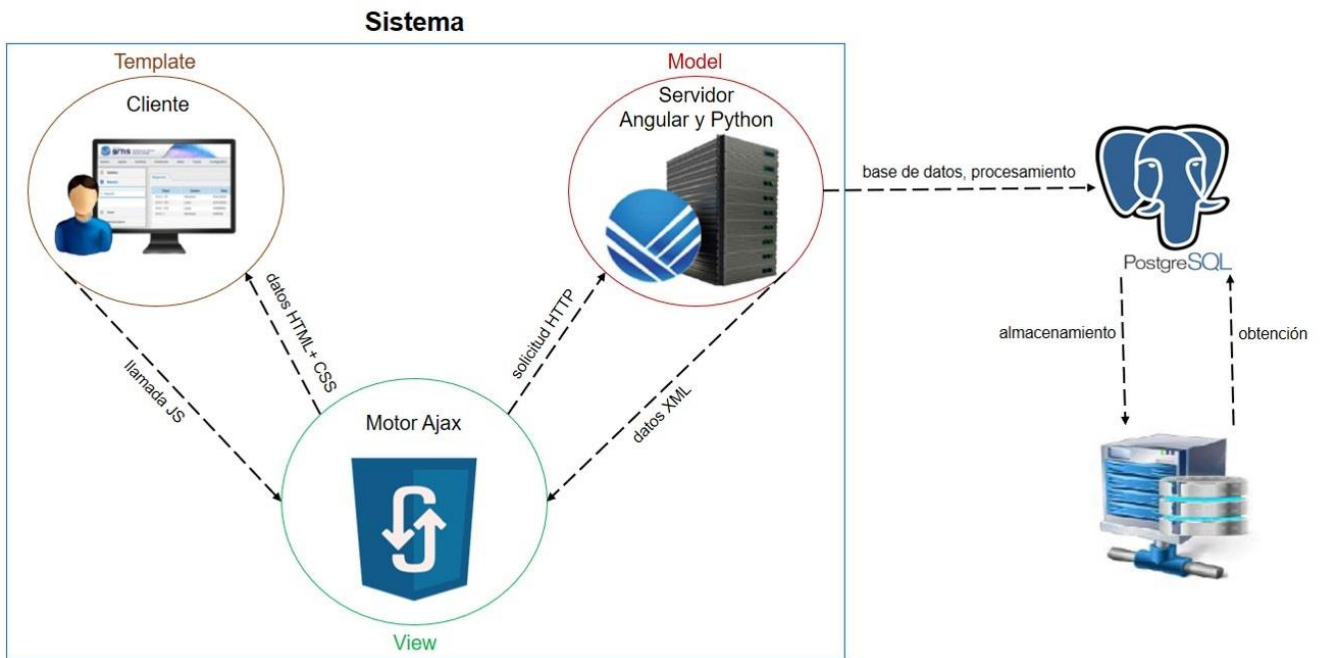 Sistema
Template
Cliente
Model
Servidor
Angular y Python
base de datos, procesamiento
PostgreSQL
almacenamiento
obtención
datos HTML+ CSS
llamada JS
solicitud HTTP
datos XML
Motor Ajax
View